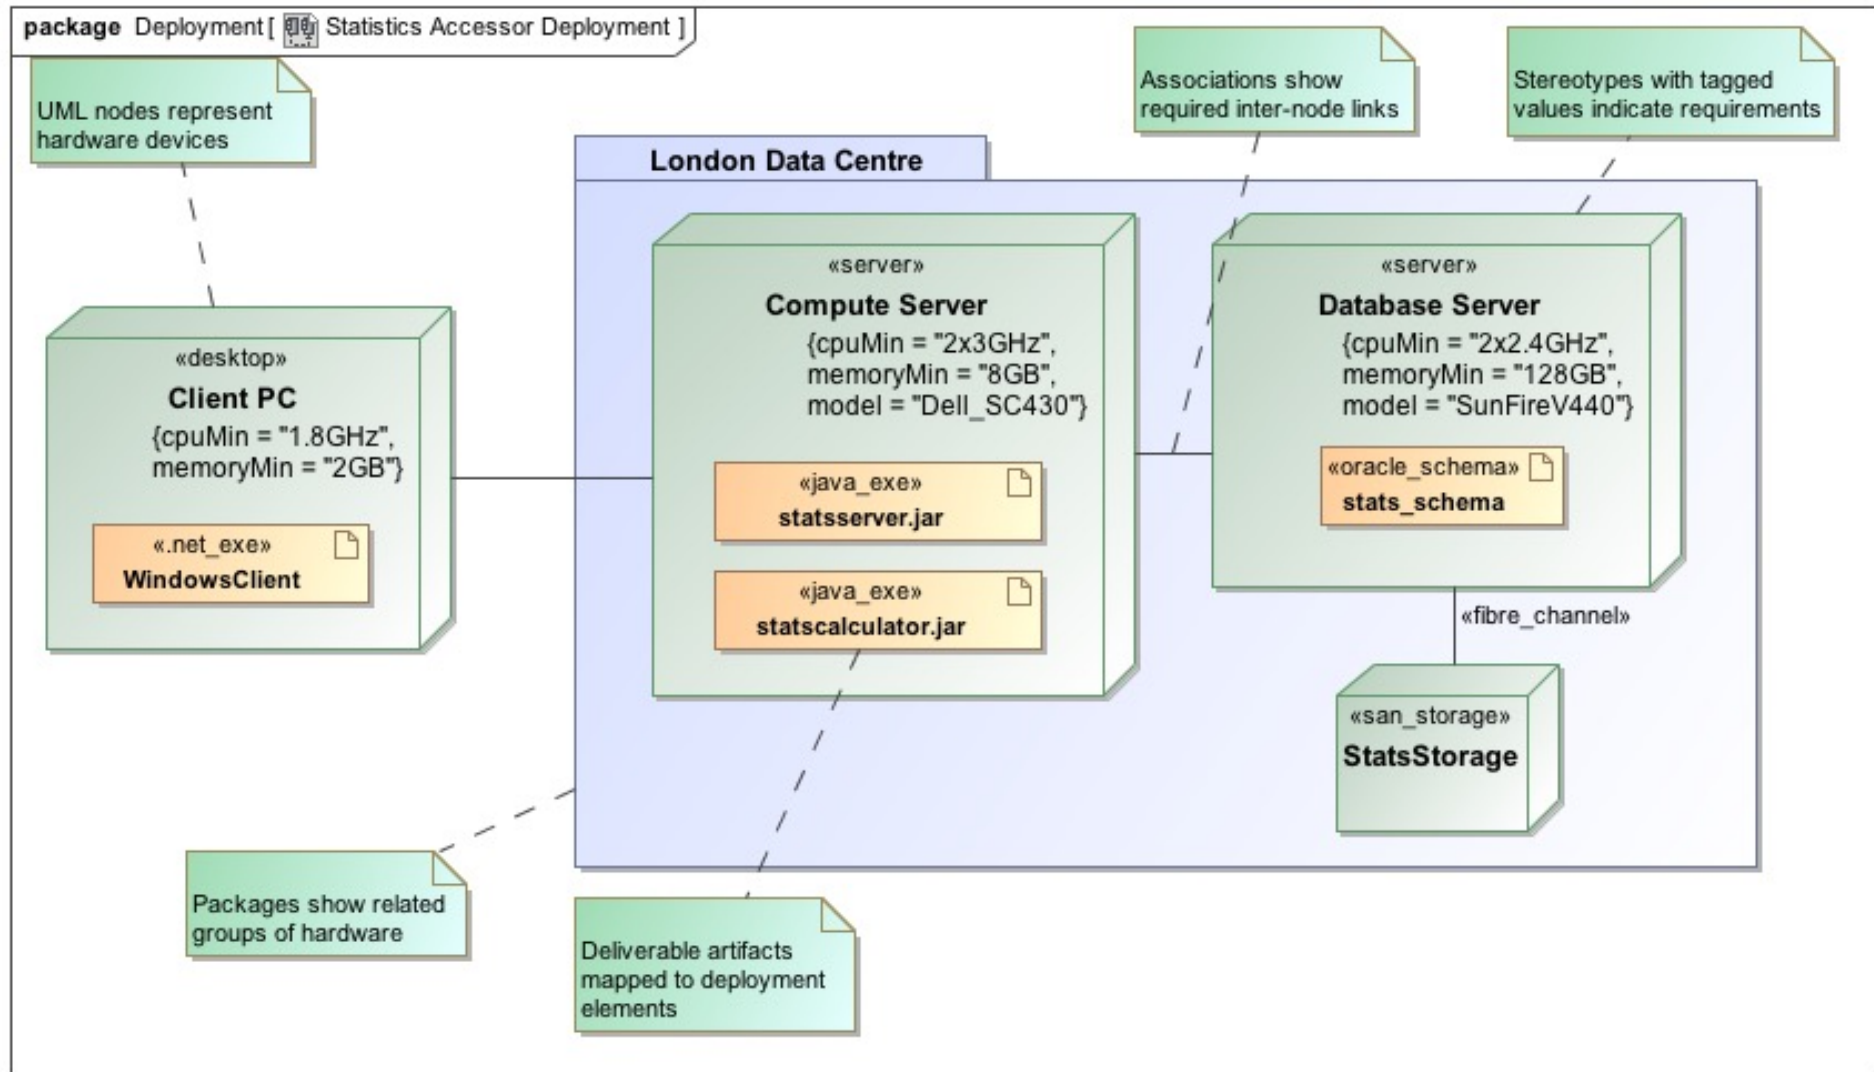 package Deployment [ Statistics Accessor Deployment ]
UML nodes represent
hardware devices
Associations show
required inter-node links
Stereotypes with tagged
values indicate requirements
London Data Centre
«desktop»
Client PC
{cpuMin = "1.8GHz",
memoryMin = "2GB"}
«.net_exe»
WindowsClient
«server»
Compute Server
{cpuMin = "2x3GHz",
memoryMin = "8GB",
model = "Dell_SC430"}
«java_exe»
statsserver.jar
«java_exe»
statscalculator.jar
«server»
Database Server
{cpuMin = "2x2.4GHz",
memoryMin = "128GB",
model = "SunFireV440"}
«oracle_schema»
stats_schema
«fibre_channel»
«san_storage»
StatsStorage
Packages show related
groups of hardware
Deliverable artifacts
mapped to deployment
elements